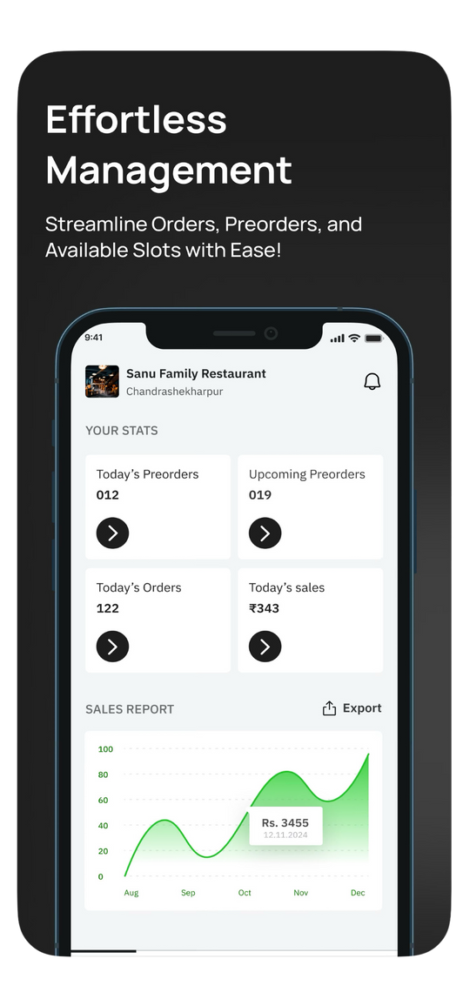 Effortless
Management
Streamline Orders, Preorders, and
Available Slots with Ease!
9:41
Sanu Family Restaurant
Chandrashekharpur
YOUR STATS
Today’s Preorders
012
Upcoming Preorders
019
Today’s Orders
122
Today’s sales
₹343
SALES REPORT
Export
100
80
60
40
20
0
Rs. 3455
12.11.2024
Aug Sep Oct Nov Dec